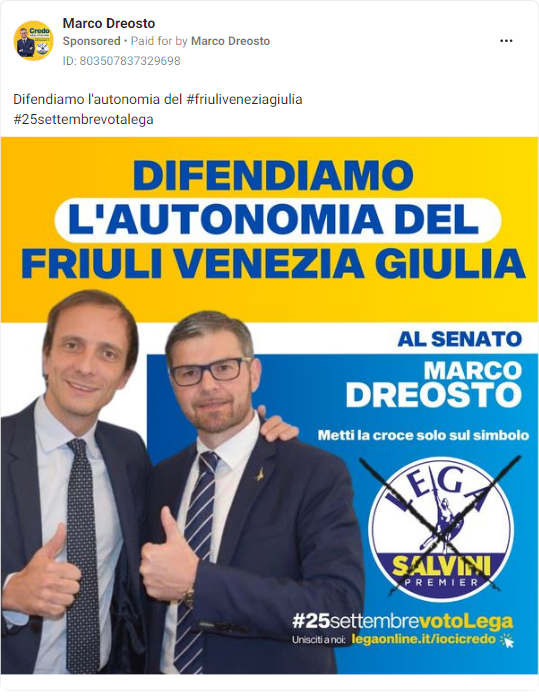 Marco Dreosto
Sponsored • Paid for by Marco Dreosto
ID: 803507837329698
Difendiamo l'autonomia del #friuliveneziagiulia
#25settembrevotalega
DIFENDIAMO
L'AUTONOMIA DEL
FRIULI VENEZIA GIULIA
AL SENATO
MARCO
DREOSTO
Metti la croce solo sul simbolo
LEGA
SALVINI
PREMIER
#25settembrevotoLega
Unisciti a noi: legaonline.it/iocicredo